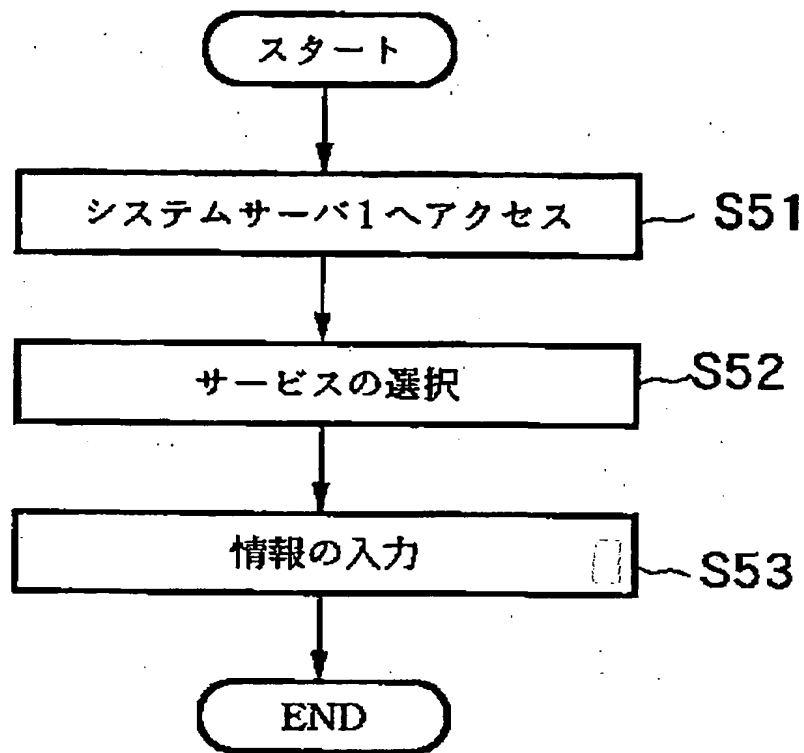 スタート
システムサーバ1へアクセス
S51
サービスの選択
S52
情報の入力
S53
END